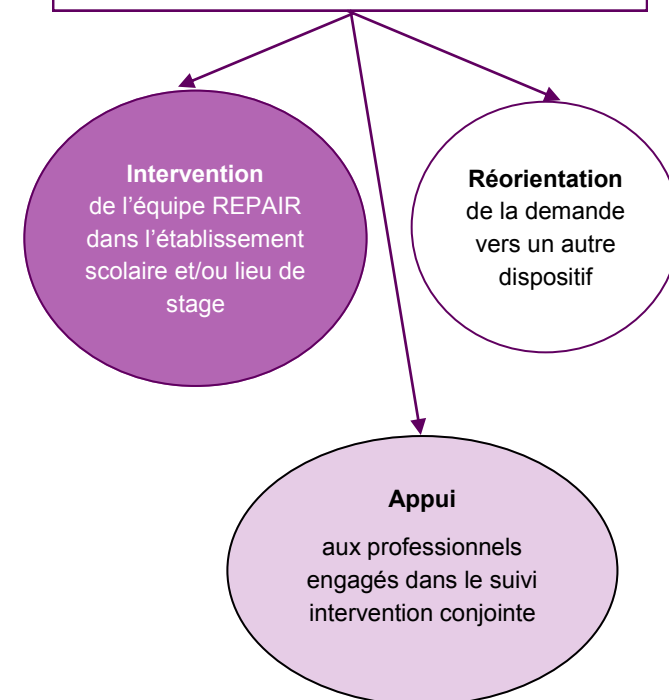 Intervention
de l’équipe REPAIR
dans l’établissement
scolaire et/ou lieu de
stage
Réorientation
de la demande
vers un autre
dispositif
Appui
aux professionnels
engagés dans le suivi
intervention conjointe